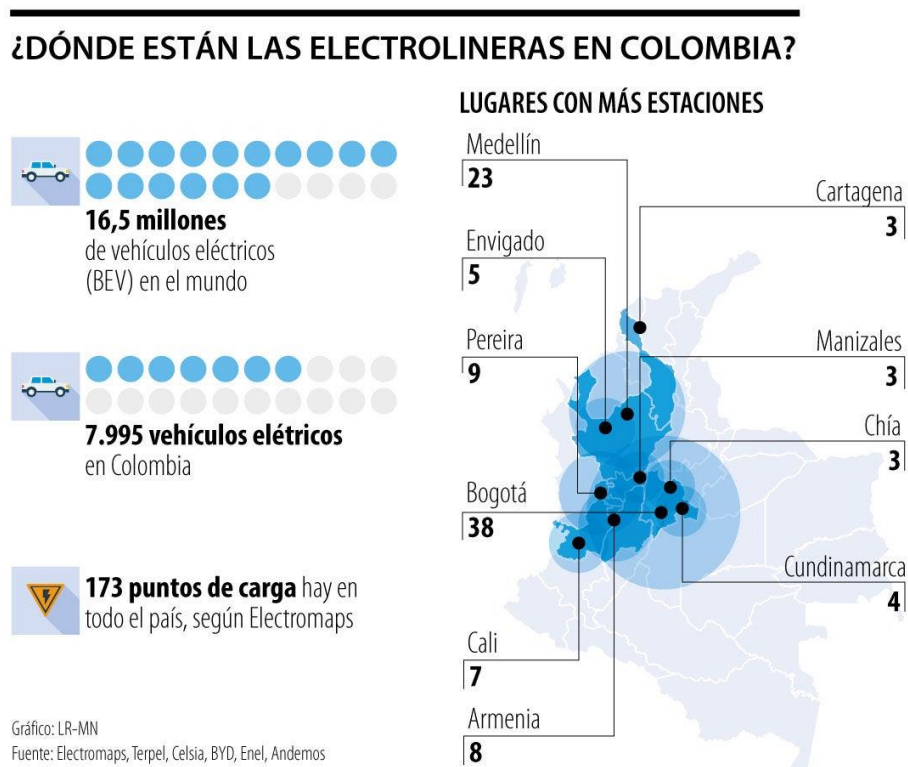 ¿DÓNDE ESTÁN LAS ELECTROLINERAS EN COLOMBIA?
16,5 millones
de vehículos eléctricos
(BEV) en el mundo
7.995 vehículos elétricos
en Colombia
173 puntos de carga hay en
todo el país, según Electromaps
LUGARES CON MÁS ESTACIONES
Medellín
23
Cartagena
3
Envigado
5
Pereira
9
Manizales
3
Chía
3
Bogotá
38
Cundinamarca
4
Cali
7
Armenia
8
Gráfico: LR-MN
Fuente: Electromaps, Terpel, Celsia, BYD, Enel, Andemos